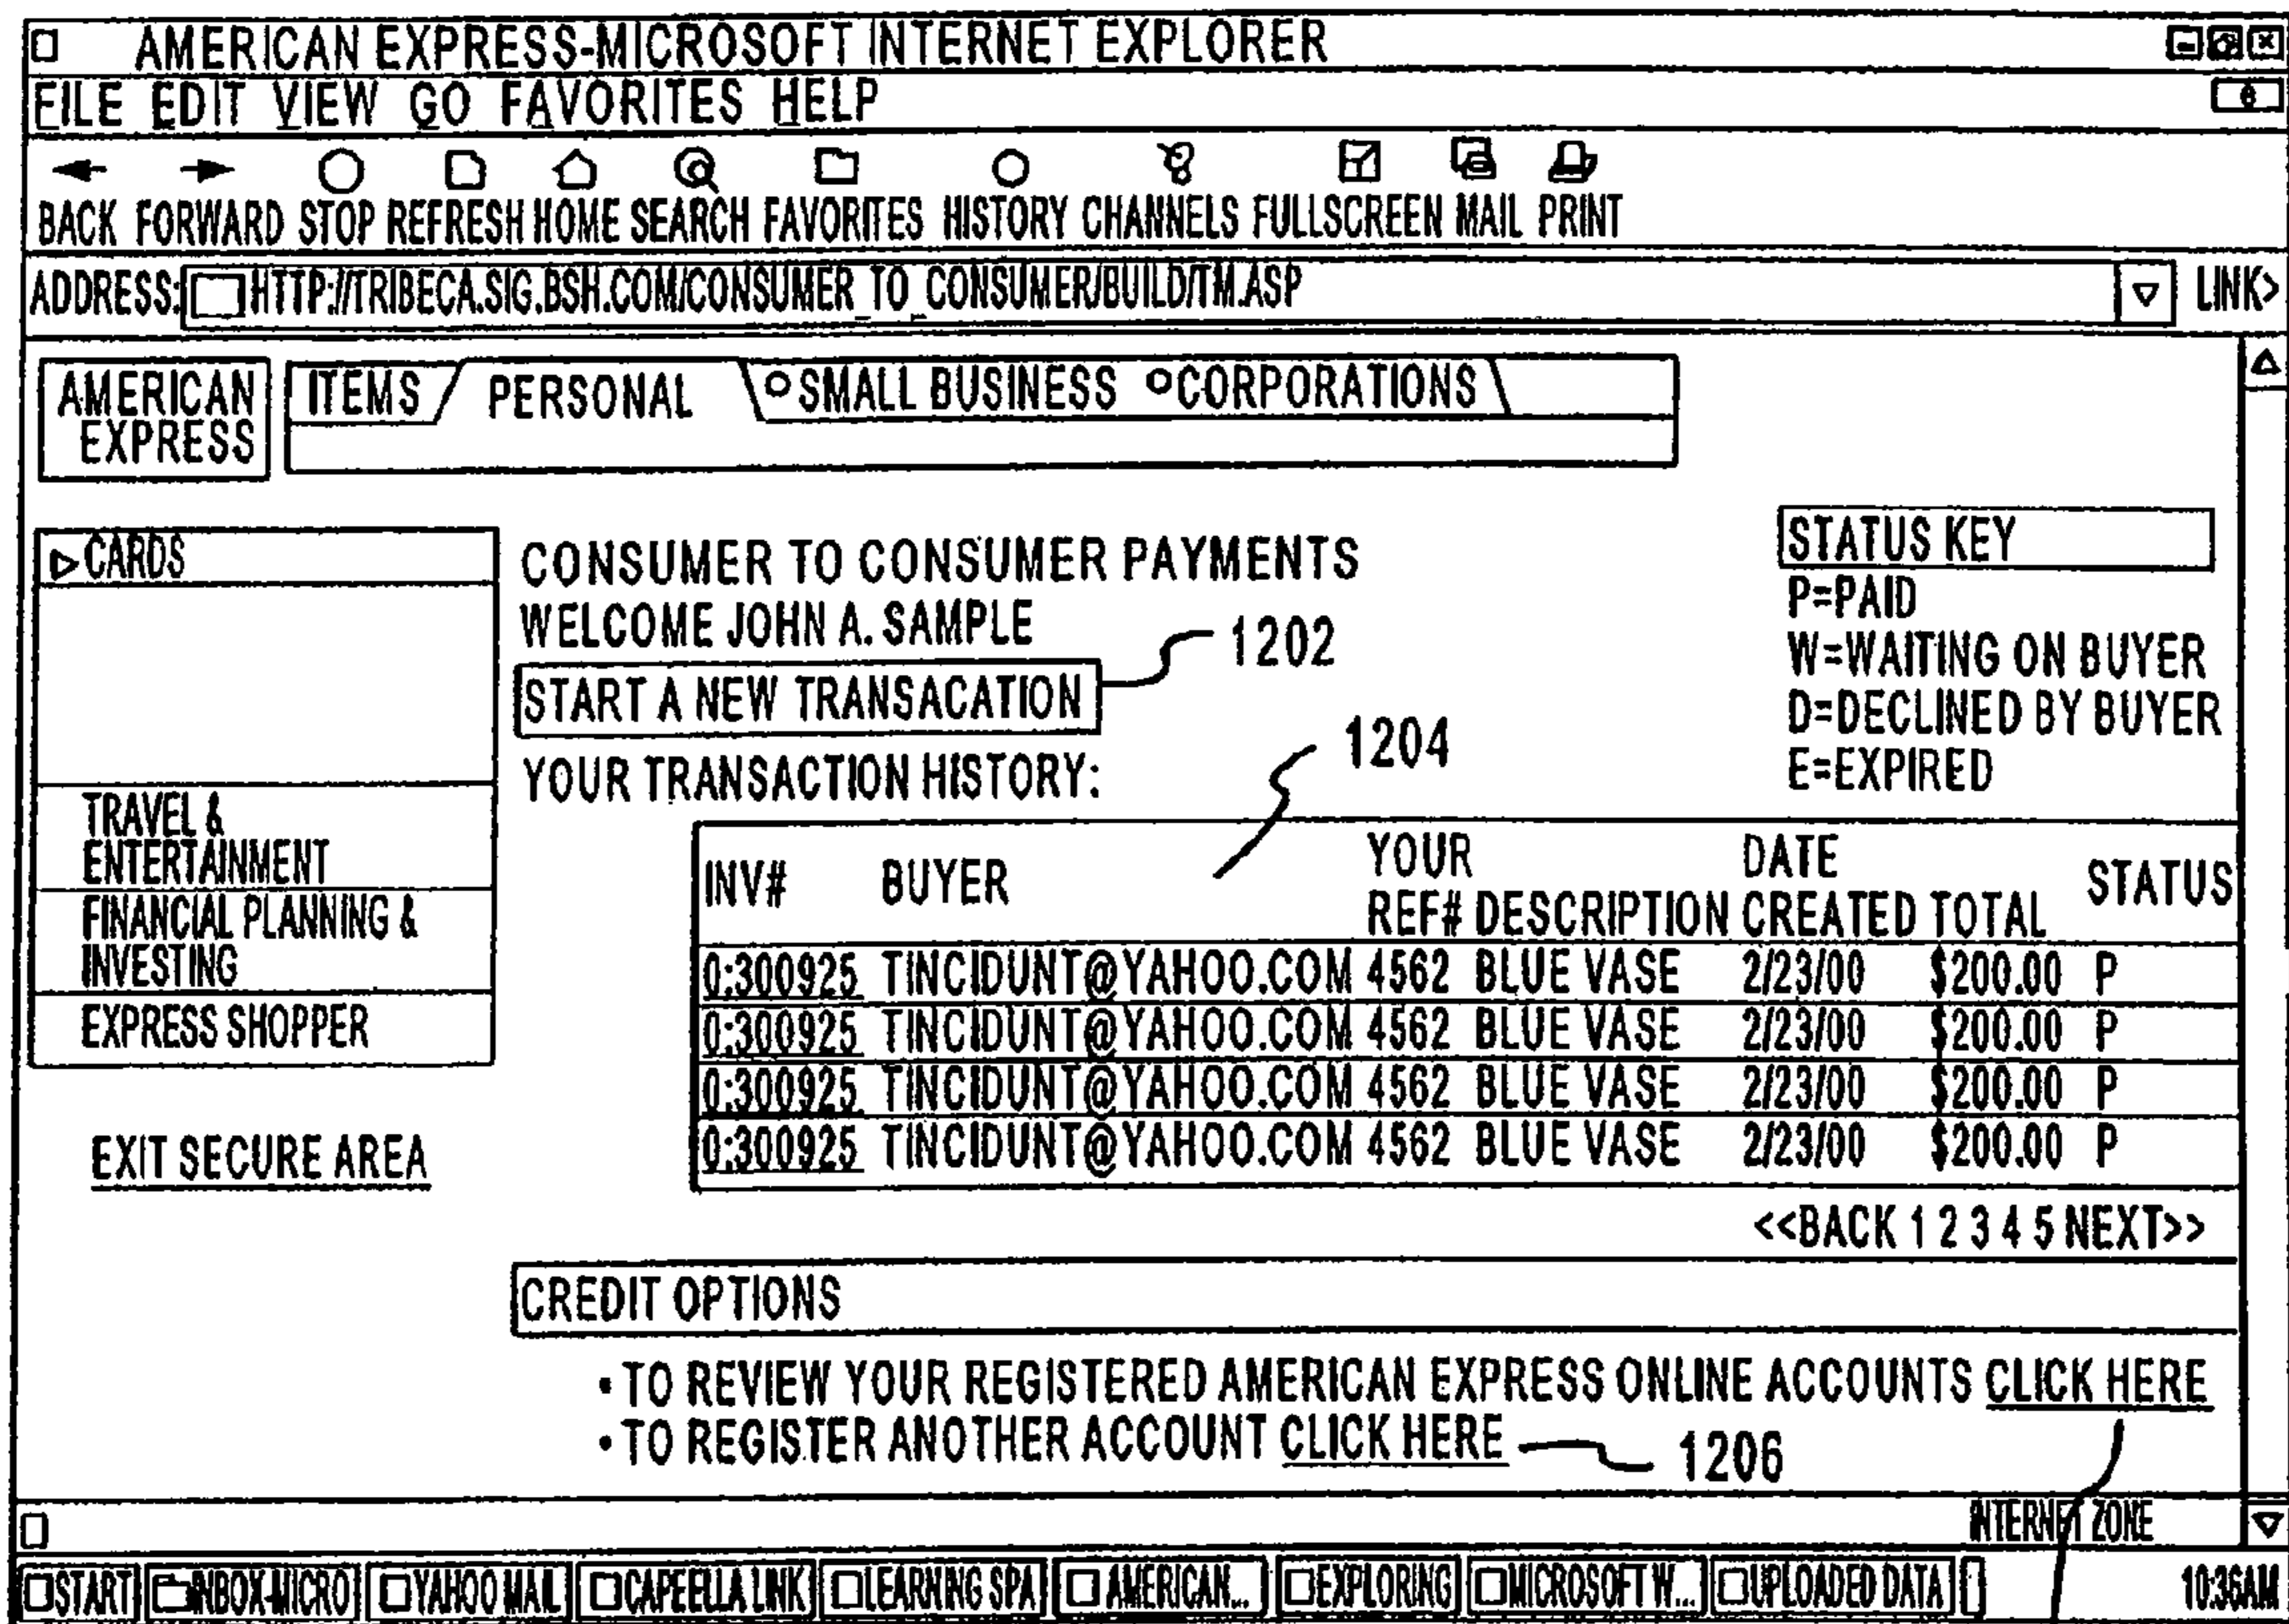 AMERICAN EXPRESS-MICROSOFT INTERNET EXPLORER
FILE EDIT VIEW GO FAVORITES HELP
BACK FORWARD STOP REFRESH HOME SEARCH FAVORITES HISTORY CHANNELS FULLSCREEN MAIL PRINT
ADDRESS: HTTP://TRIBECA.SIG.BSH.COM/CONSUMER_TO_CONSUMER/BUILD/TM.ASP LINK>
AMERICAN EXPRESS
ITEMS PERSONAL SMALL BUSINESS CORPORATIONS
CARDS
TRAVEL &
ENTERTAINMENT
FINANCIAL PLANNING &
INVESTING
EXPRESS SHOPPER
EXIT SECURE AREA
CONSUMER TO CONSUMER PAYMENTS
WELCOME JOHN A. SAMPLE
1202
START A NEW TRANSACATION
1204
YOUR TRANSACTION HISTORY:
STATUS KEY
P=PAID
W=WAITING ON BUYER
D=DECLINED BY BUYER
E=EXPIRED
INV# BUYER YOUR REF# DESCRIPTION DATE CREATED TOTAL STATUS
0:300925 TINCIDUNT@YAHOO.COM 4562 BLUE VASE 2/23/00 $200.00 P
0:300925 TINCIDUNT@YAHOO.COM 4562 BLUE VASE 2/23/00 $200.00 P
0:300925 TINCIDUNT@YAHOO.COM 4562 BLUE VASE 2/23/00 $200.00 P
0:300925 TINCIDUNT@YAHOO.COM 4562 BLUE VASE 2/23/00 $200.00 P
<<BACK 1 2 3 4 5 NEXT>>
CREDIT OPTIONS
• TO REVIEW YOUR REGISTERED AMERICAN EXPRESS ONLINE ACCOUNTS CLICK HERE
• TO REGISTER ANOTHER ACCOUNT CLICK HERE 1206
INTERNET ZONE
START INBOX-MICRO YAHOO MAIL CAPEELLA LINK LEARNING SPA AMERICAN... EXPLORING MICROSOFT W... UPLOADED DATA 10:36AM